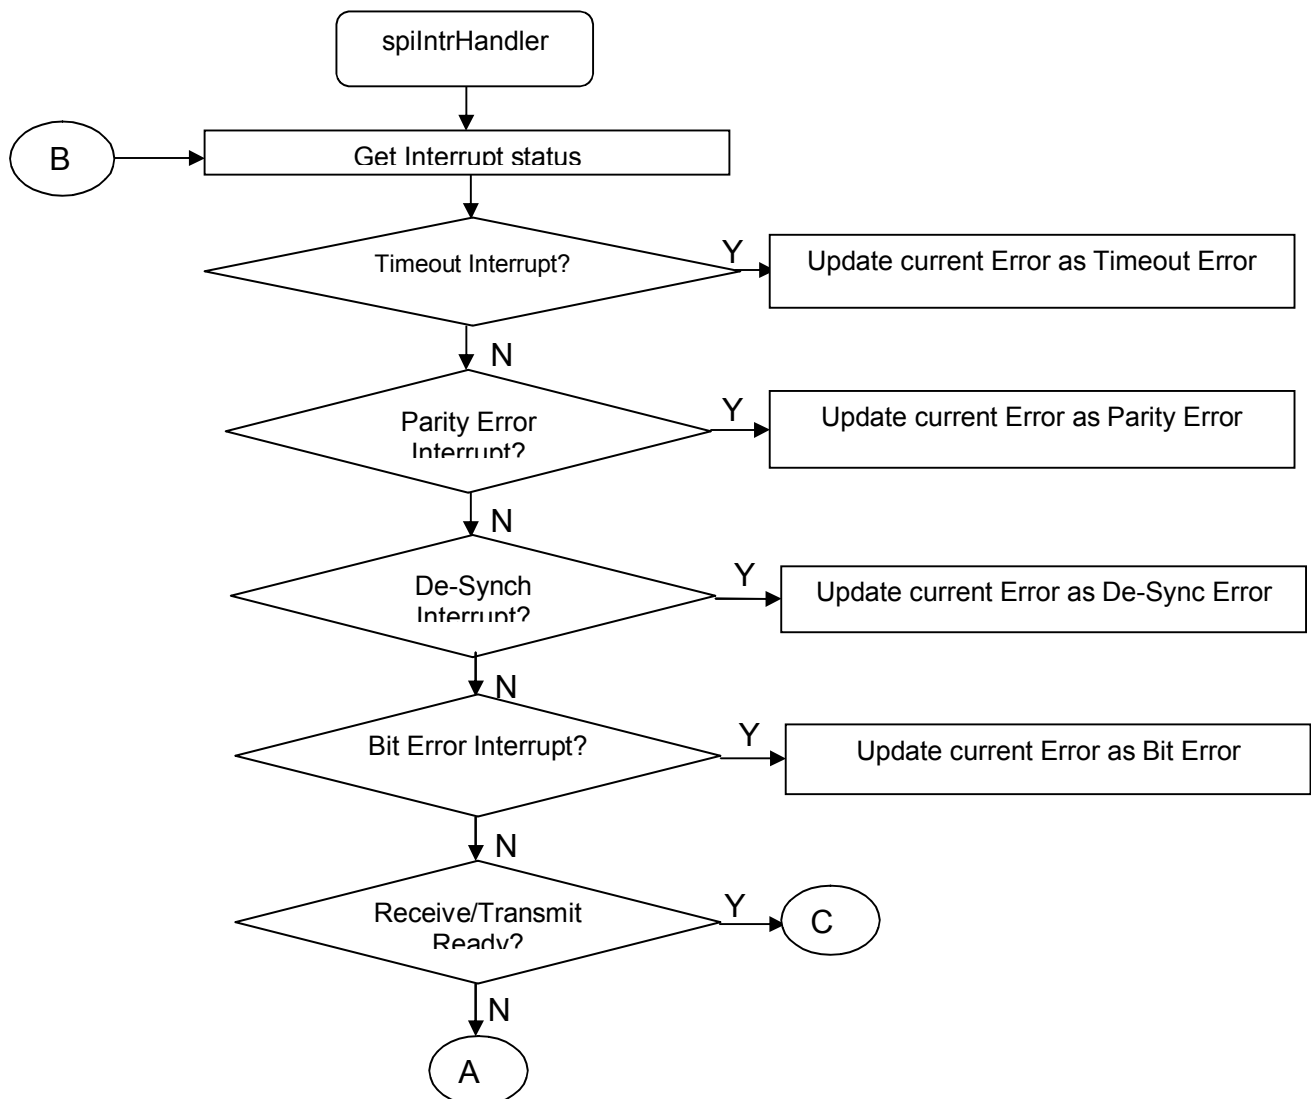 spiIntrHandler
B
Get Interrupt status
Timeout Interrupt?
Y
Update current Error as Timeout Error
N
Parity Error
Interrupt?
Y
Update current Error as Parity Error
N
De-Synch
Interrupt?
Y
Update current Error as De-Sync Error
N
Bit Error Interrupt?
Y
Update current Error as Bit Error
N
Receive/Transmit
Ready?
Y
C
N
A